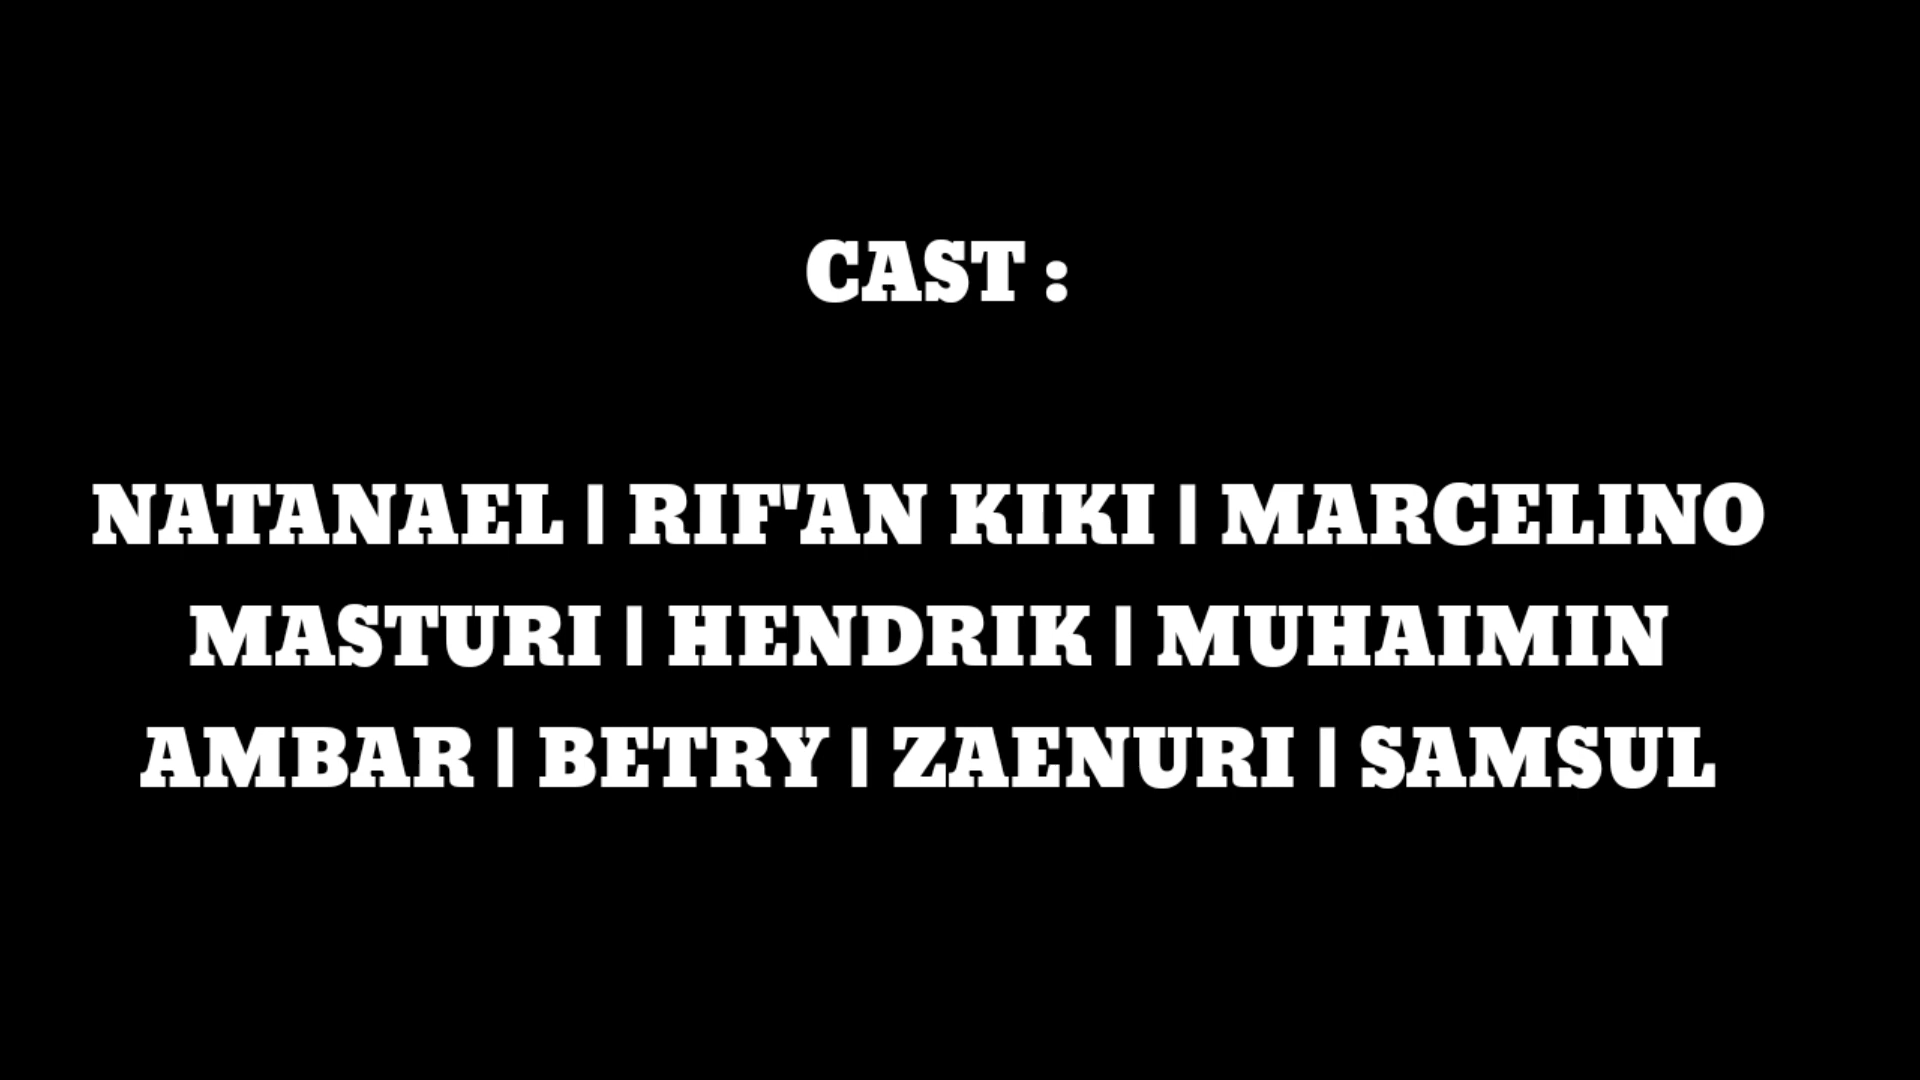 CAST :
NATANAEL | RIF'AN KIKI | MARCELINO
MASTURI | HENDRIK | MUHAIMIN
AMBAR | BETRY | ZAENURI | SAMSUL